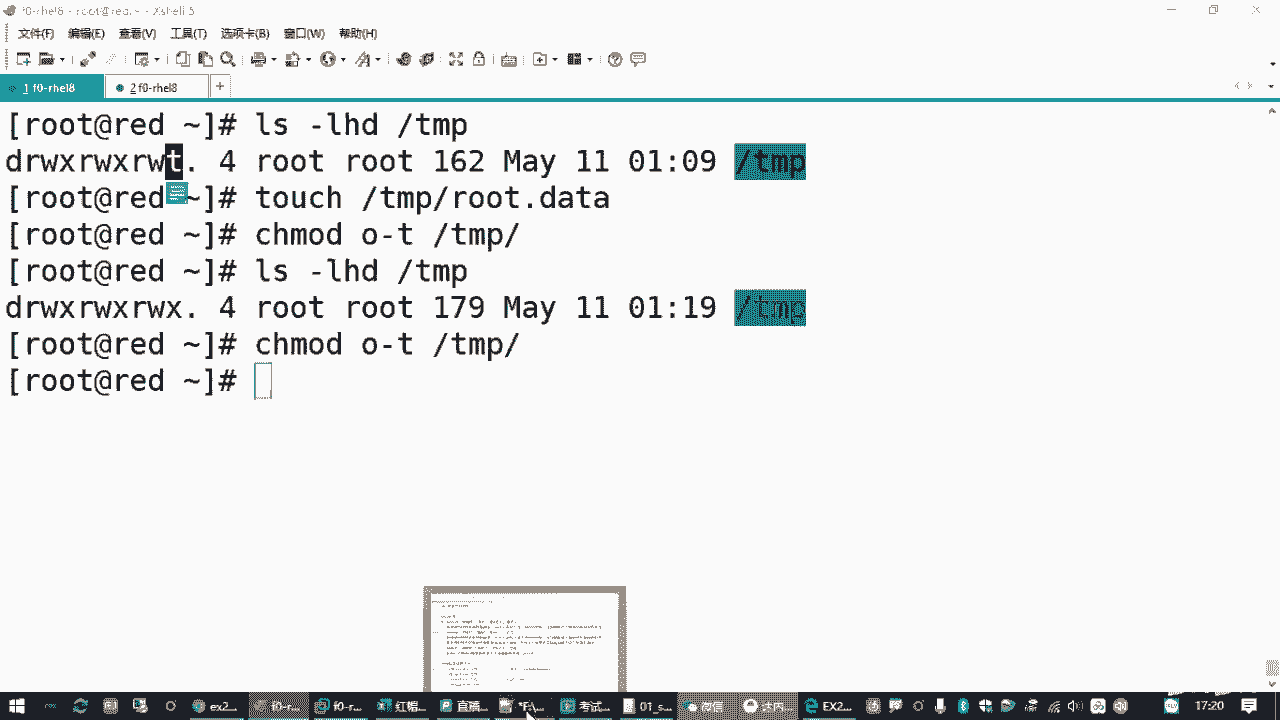 f0-rhel8 - root@red:~ - Xshell 5
文件(F) 编辑(E) 查看(V) 工具(T) 选项卡(B) 窗口(W) 帮助(H)
1 f0-rhel8 2 f0-rhel8 +
[root@red ~]# ls -lhd /tmp
drwxrwxrwt. 4 root root 162 May 11 01:09 /tmp
[root@red ~]# touch /tmp/root.data
[root@red ~]# chmod o-t /tmp/
[root@red ~]# ls -lhd /tmp
drwxrwxrwx. 4 root root 179 May 11 01:19 /tmp
[root@red ~]# chmod o-t /tmp/
[root@red ~]#
ex2... f0-r... f0-r... 红帽... 考试... 01_s... 微信 EX2... 17:20